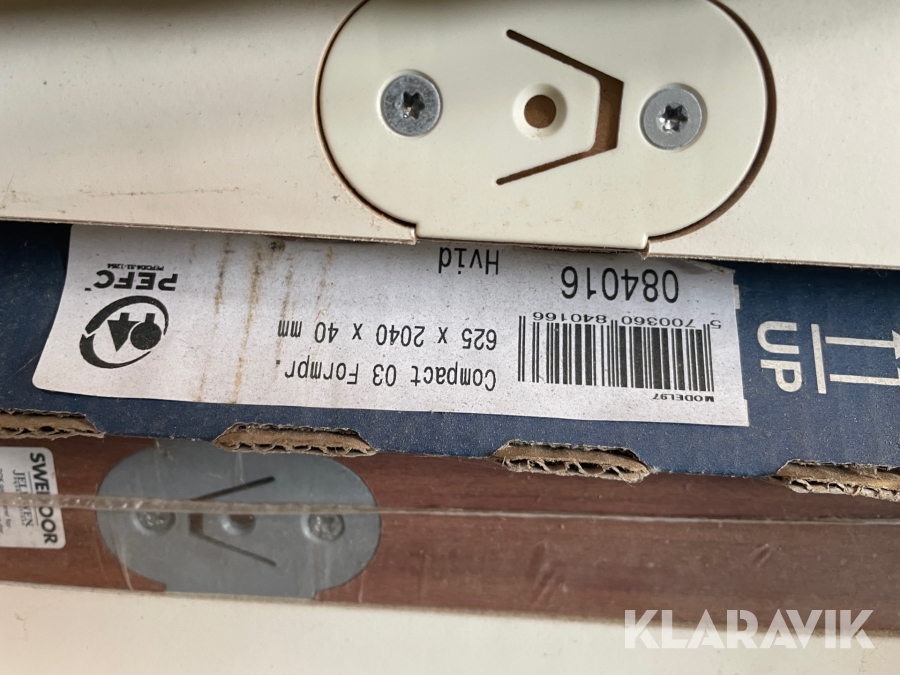 MODEL97
5 700360 840166
Compact 03 Formpr.
625 x 2040 x 40 mm
084016
Hvid
PEFC
UP
SWEDOOR
KLARAVIK